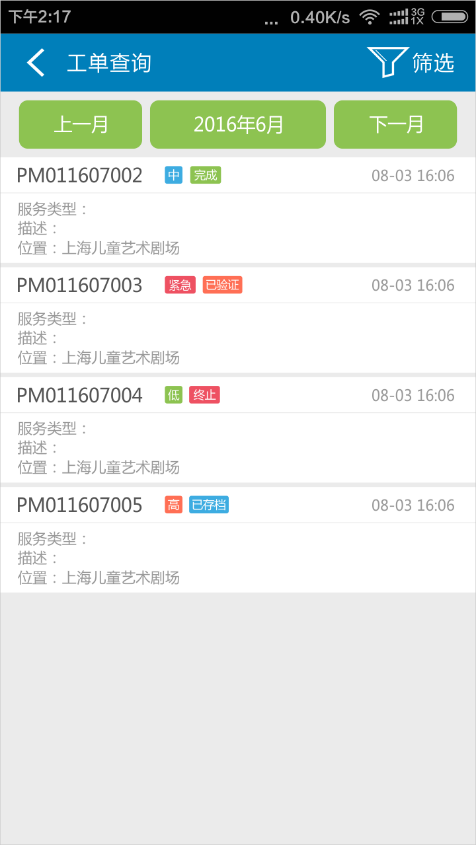 下午2:17 ... 0.40K/s 3G 1X
工单查询 筛选
上一月 2016年6月 下一月
PM011607002 中 完成 08-03 16:06
服务类型：
描述：
位置：上海儿童艺术剧场
PM011607003 紧急 已验证 08-03 16:06
服务类型：
描述：
位置：上海儿童艺术剧场
PM011607004 低 终止 08-03 16:06
服务类型：
描述：
位置：上海儿童艺术剧场
PM011607005 高 已存档 08-03 16:06
服务类型：
描述：
位置：上海儿童艺术剧场